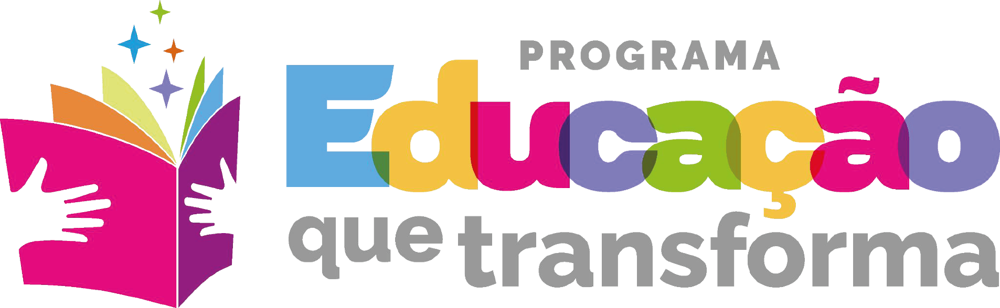 PROGRAMA
Educação
que transforma